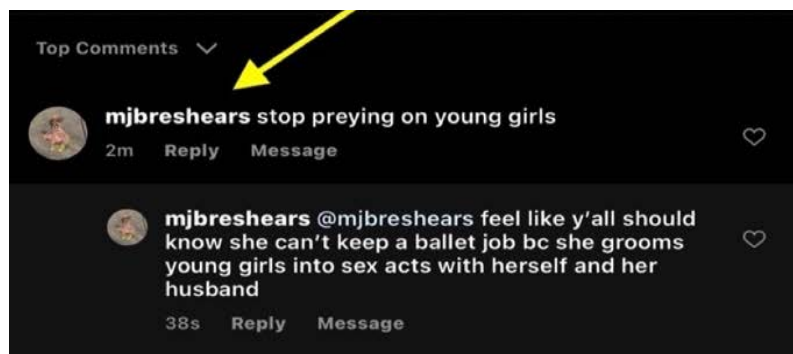 Top Comments
mjbreshears stop preying on young girls
2m Reply Message
mjbreshears @mjbreshears feel like y’all should
know she can’t keep a ballet job bc she grooms
young girls into sex acts with herself and her
husband
38s Reply Message